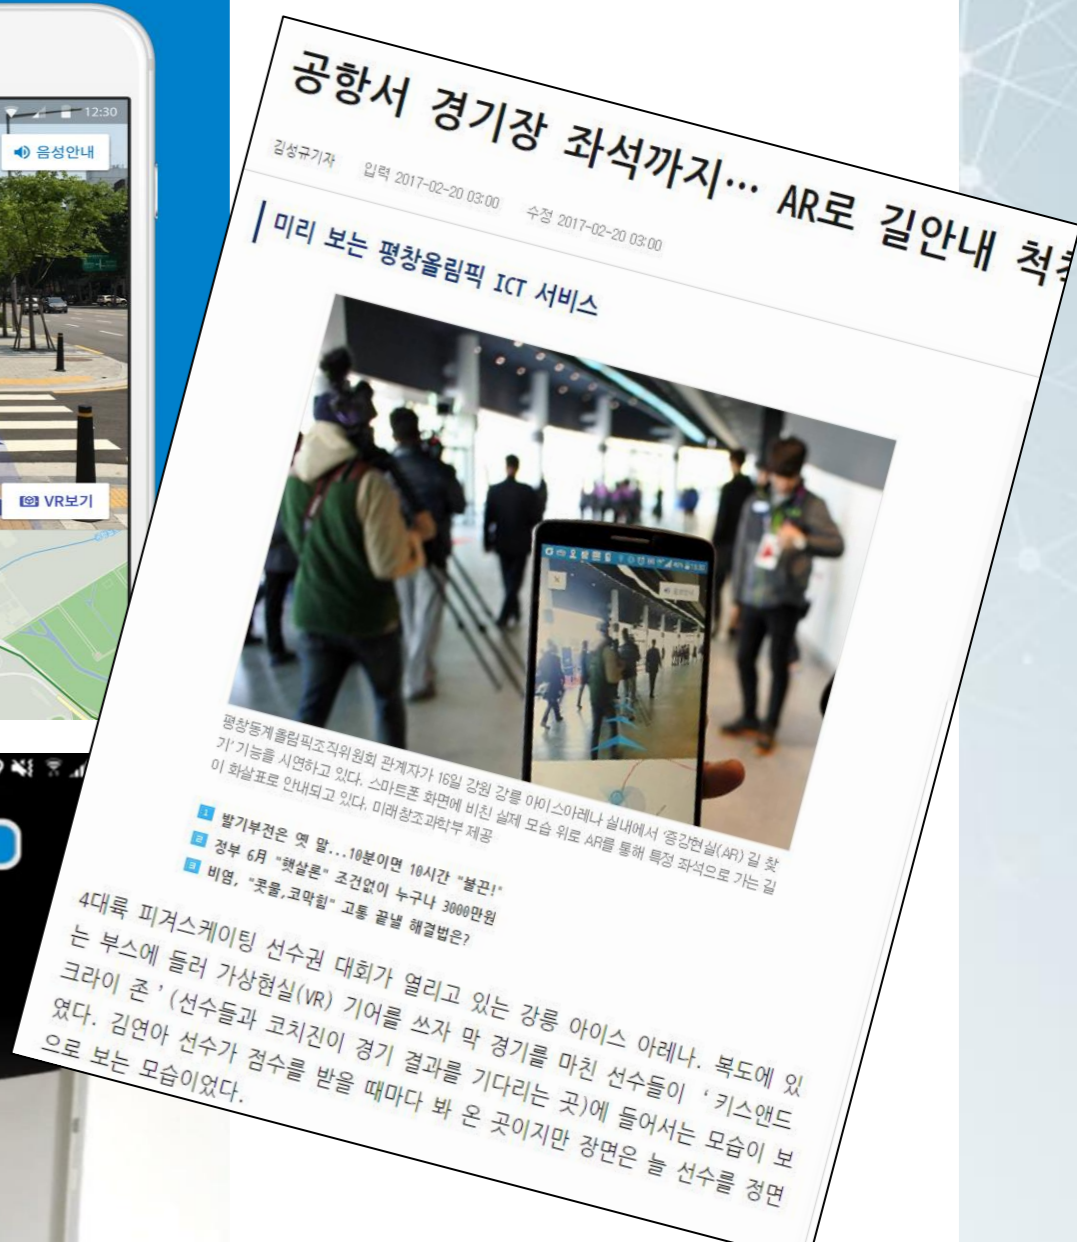 12:30
음성안내
VR보기
공항서 경기장 좌석까지… AR로 길안내
김성규기자 입력 2017-02-20 03:00 수정 2017-02-20 03:00
미리 보는 평창올림픽 ICT 서비스
음성안내
평창동계올림픽조직위원회 관계자가 16일 강원 강릉 아이스아레나 실내에서 ‘증강현실(AR) 길 찾
기’ 기능을 시연하고 있다. 스마트폰 화면에 비친 실제 모습 위로 AR를 통해 특정 좌석으로 가는 길
이 화살표로 안내되고 있다. 미래창조과학부 제공
1 발기부전은 옛 말...10분이면 10시간 "불끈!"
2 정부 6月 "햇살론" 조건없이 누구나 3000만원
3 비염, "콧물,코막힘" 고통 끝낼 해결법은?
4대륙 피겨스케이팅 선수권 대회가 열리고 있는 강릉 아이스 아레나. 복도에 있
는 부스에 들러 가상현실(VR) 기어를 쓰자 막 경기를 마친 선수들이 ‘키스앤드
크라이 존’(선수들과 코치진이 경기 결과를 기다리는 곳)에 들어서는 모습이 보
였다. 김연아 선수가 점수를 받을 때마다 봐 온 곳이지만 장면은 늘 선수를 정면
으로 보는 모습이었다.